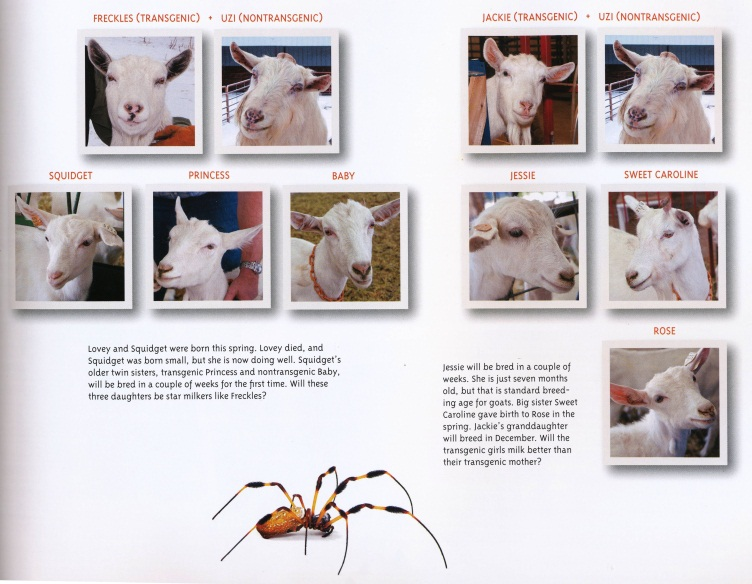 FRECKLES (TRANSGENIC) + UZI (NONTRANSGENIC)
JACKIE (TRANSGENIC) + UZI (NONTRANSGENIC)
SQUIDGET
PRINCESS
BABY
JESSIE
SWEET CAROLINE
Lovey and Squidget were born this spring. Lovey died, and
Squidget was born small, but she is now doing well. Squidget's
older twin sisters, transgenic Princess and nontransgenic Baby,
will be bred in a couple of weeks for the first time. Will these
three daughters be star milkers like Freckles?
ROSE
Jessie will be bred in a couple of
weeks. She is just seven months
old, but that is standard breed-
ing age for goats. Big sister Sweet
Caroline gave birth to Rose in the
spring. Jackie's granddaughter
will breed in December. Will the
transgenic girls milk better than
their transgenic mother?